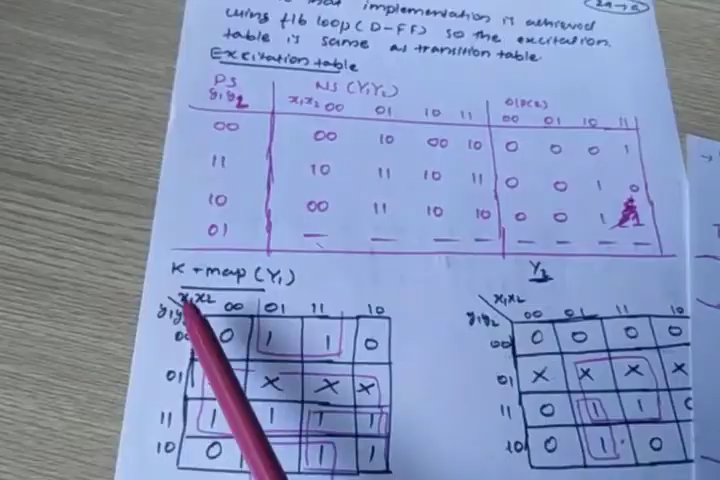 that implementation is achieved
using flip loop (D-FF) so the excitation
table is same as transition table.
Excitation table
PS NS (Y₁Y₂) O/P(Z)
y₁y₂ x₁x₂ 00 01 10 11 00 01 10 11
00 00 10 00 10 0 0 0 1
11 10 11 10 11 0 0 1 0
10 00 11 10 10 0 0 1 1
01 — — — — — — — —
K-map (Y₁) Y₂
x₁x₂ 00 01 11 10 x₁x₂ 00 01 11 10
y₁y₂ y₁y₂
0 1 1 0 00 0 0 0 0
01 X X X 01 X X X X
11 1 1 1 1 11 0 1 1
10 0 1 1 10 0 1 0